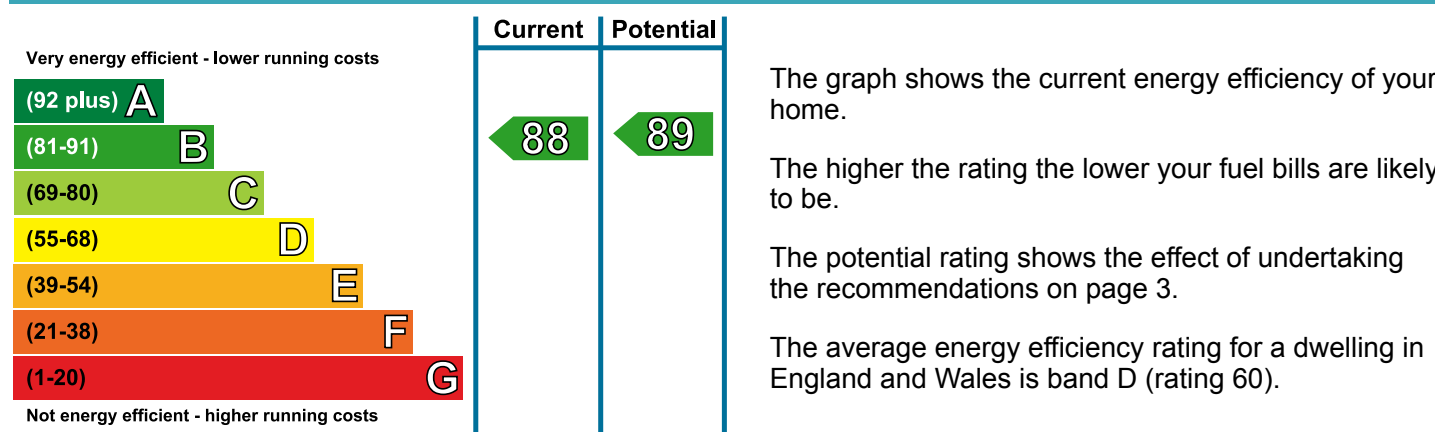 Current Potential
Very energy efficient - lower running costs
(92 plus) A
(81-91) B
(69-80) C
(55-68) D
(39-54) E
(21-38) F
(1-20) G
Not energy efficient - higher running costs
88 89
The graph shows the current energy efficiency of your
home.
The higher the rating the lower your fuel bills are likely
to be.
The potential rating shows the effect of undertaking
the recommendations on page 3.
The average energy efficiency rating for a dwelling in
England and Wales is band D (rating 60).